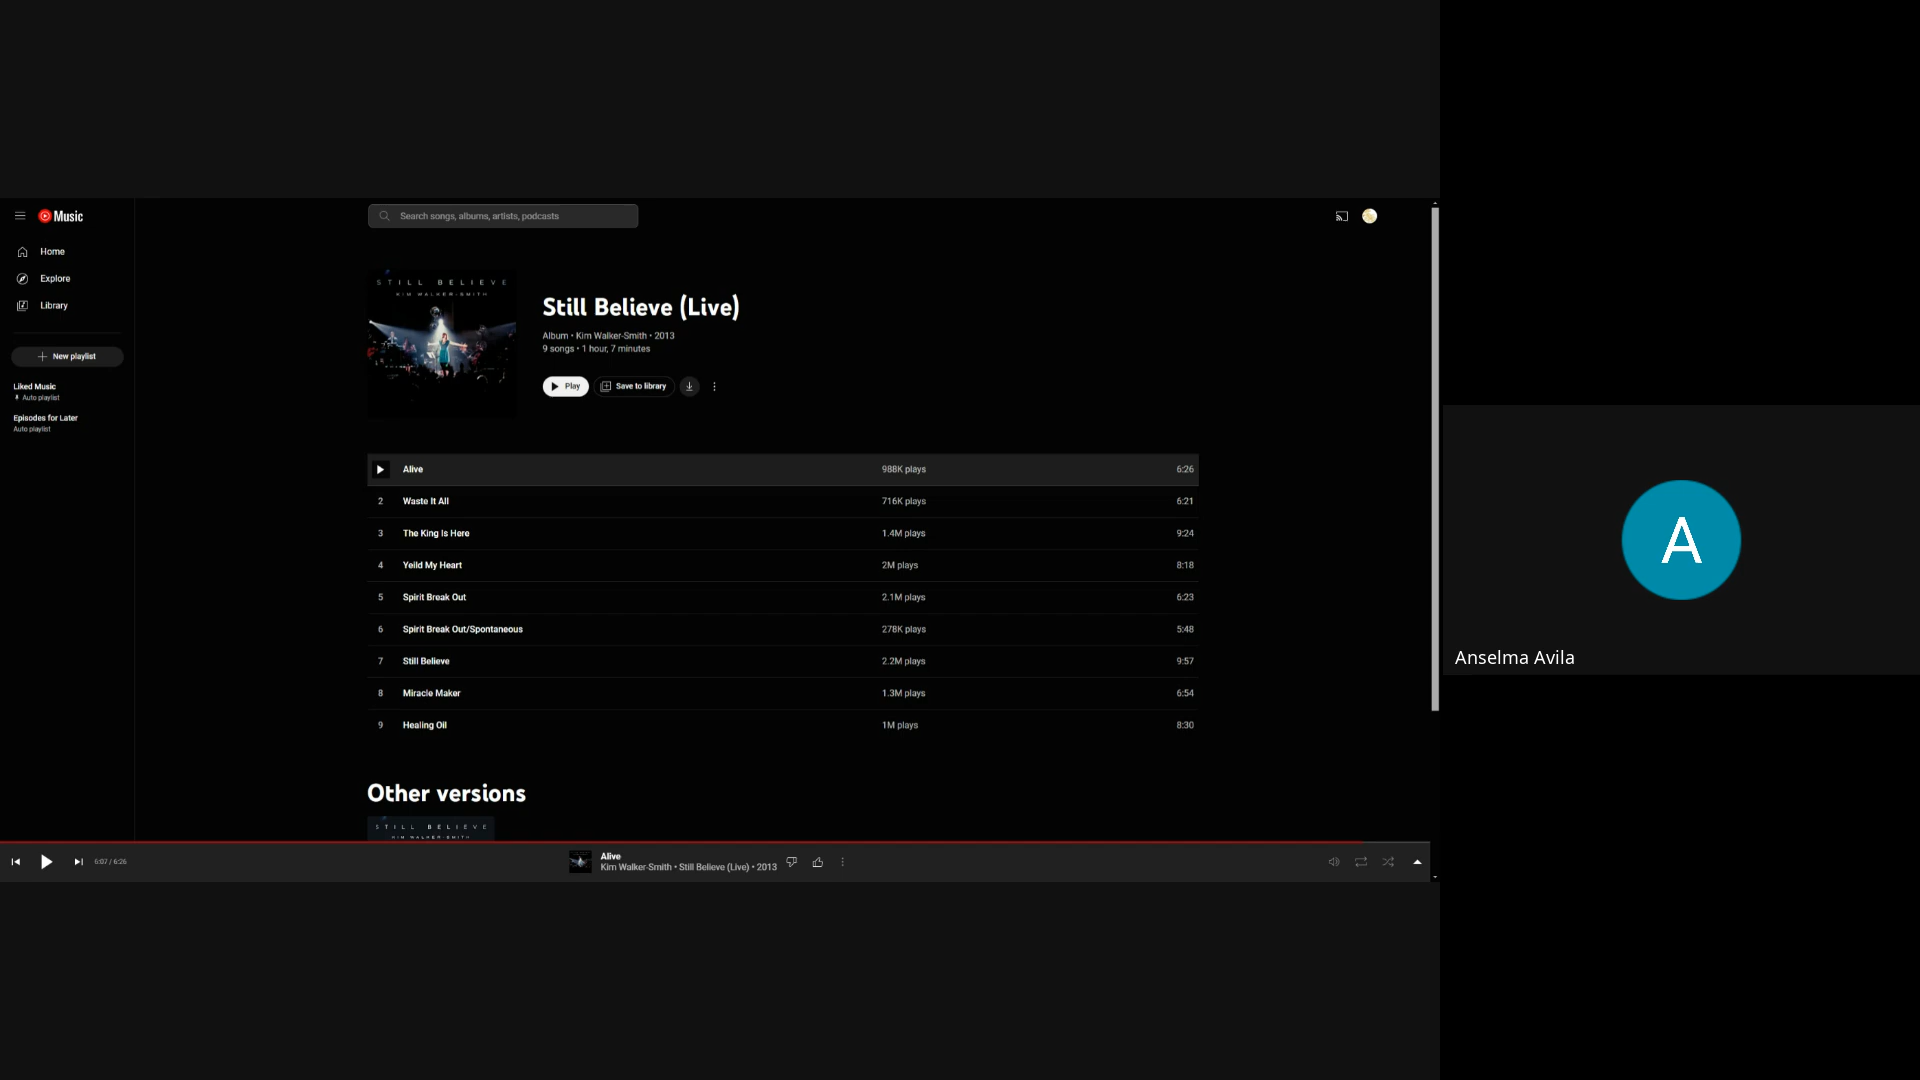 Music
Search songs, albums, artists, podcasts
Home
Explore
Library
New playlist
Liked Music
Auto playlist
Episodes for Later
Auto playlist
STILL BELIEVE
KIM WALKER-SMITH
Still Believe (Live)
Album • Kim Walker-Smith • 2013
9 songs • 1 hour, 7 minutes
Play
Save to library
Alive 988K plays 6:26
2 Waste It All 716K plays 6:21
3 The King Is Here 1.4M plays 9:24
4 Yeild My Heart 2M plays 8:18
5 Spirit Break Out 2.1M plays 6:23
6 Spirit Break Out/Spontaneous 278K plays 5:48
7 Still Believe 2.2M plays 9:57
8 Miracle Maker 1.3M plays 6:54
9 Healing Oil 1M plays 8:30
Other versions
STILL BELIEVE
KIM WALKER-SMITH
6:07 / 6:26
Alive
Kim Walker-Smith • Still Believe (Live) • 2013
A
Anselma Avila